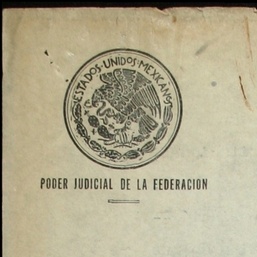 ESTADOS·UNIDOS·MEXICANOS
PODER JUDICIAL DE LA FEDERACION